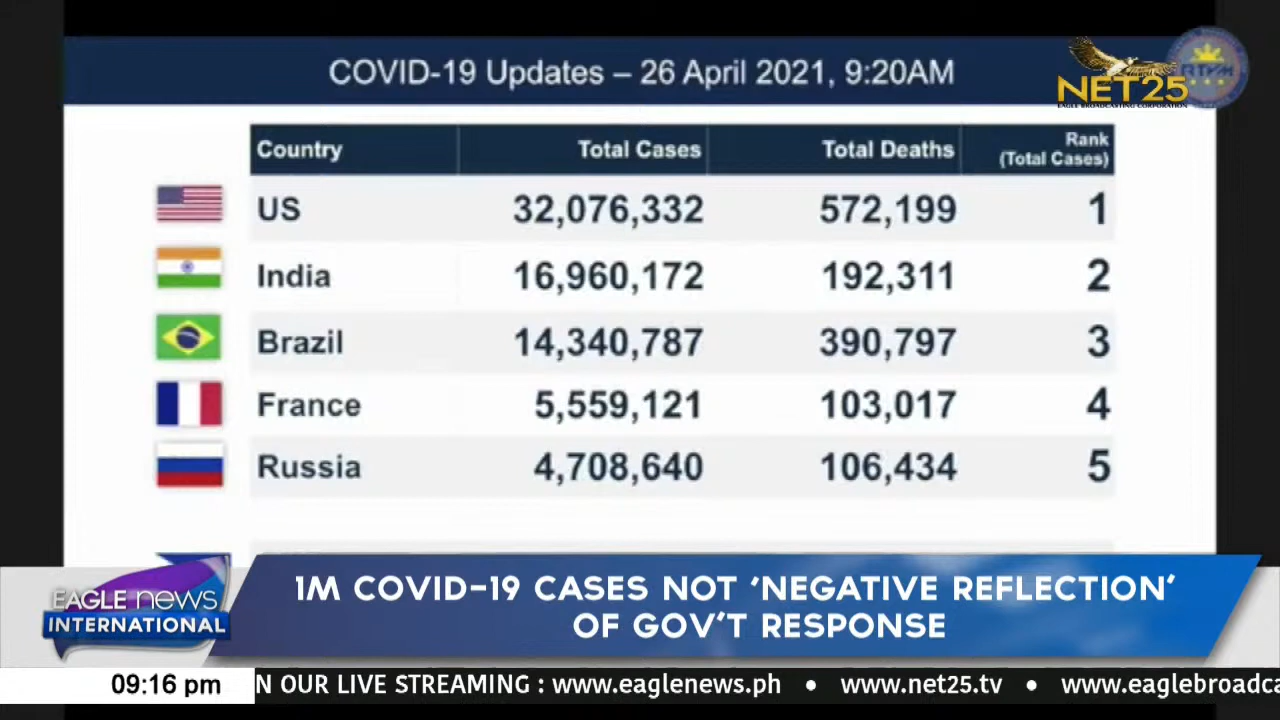 COVID-19 Updates – 26 April 2021, 9:20AM
NET25
EAGLE BROADCASTING CORPORATION
RTVM
Country Total Cases Total Deaths Rank (Total Cases)
US 32,076,332 572,199 1
India 16,960,172 192,311 2
Brazil 14,340,787 390,797 3
France 5,559,121 103,017 4
Russia 4,708,640 106,434 5
1M COVID-19 CASES NOT ‘NEGATIVE REFLECTION’
OF GOV’T RESPONSE
EAGLE news
INTERNATIONAL
09:16 pm N OUR LIVE STREAMING : www.eaglenews.ph • www.net25.tv • www.eaglebroadca